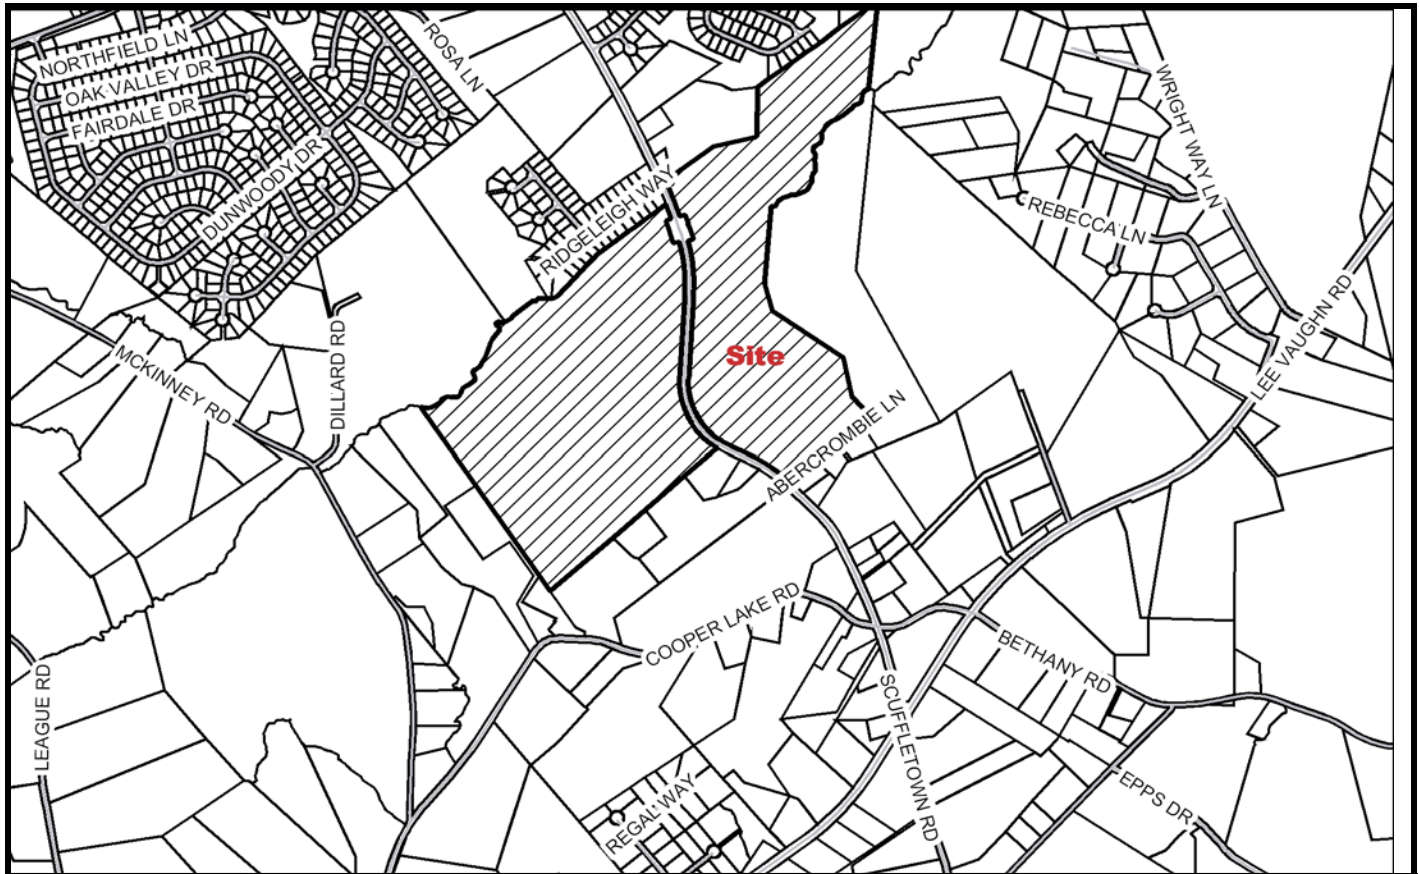 NORTHFIELD LN
ROSA LN
OAK VALLEY DR
FAIRDALE DR
WRIGHT WAY LN
DUNWOODY DR
RIDGELEIGH WAY
REBECCA LN
MCKINNEY RD
DILLARD RD
Site
LEE VAUGHN RD
ABERCROMBIE LN
COOPER LAKE RD
BETHANY RD
LEAGUE RD
SCUFFLETOWN RD
REGAL WAY
EPPS DR